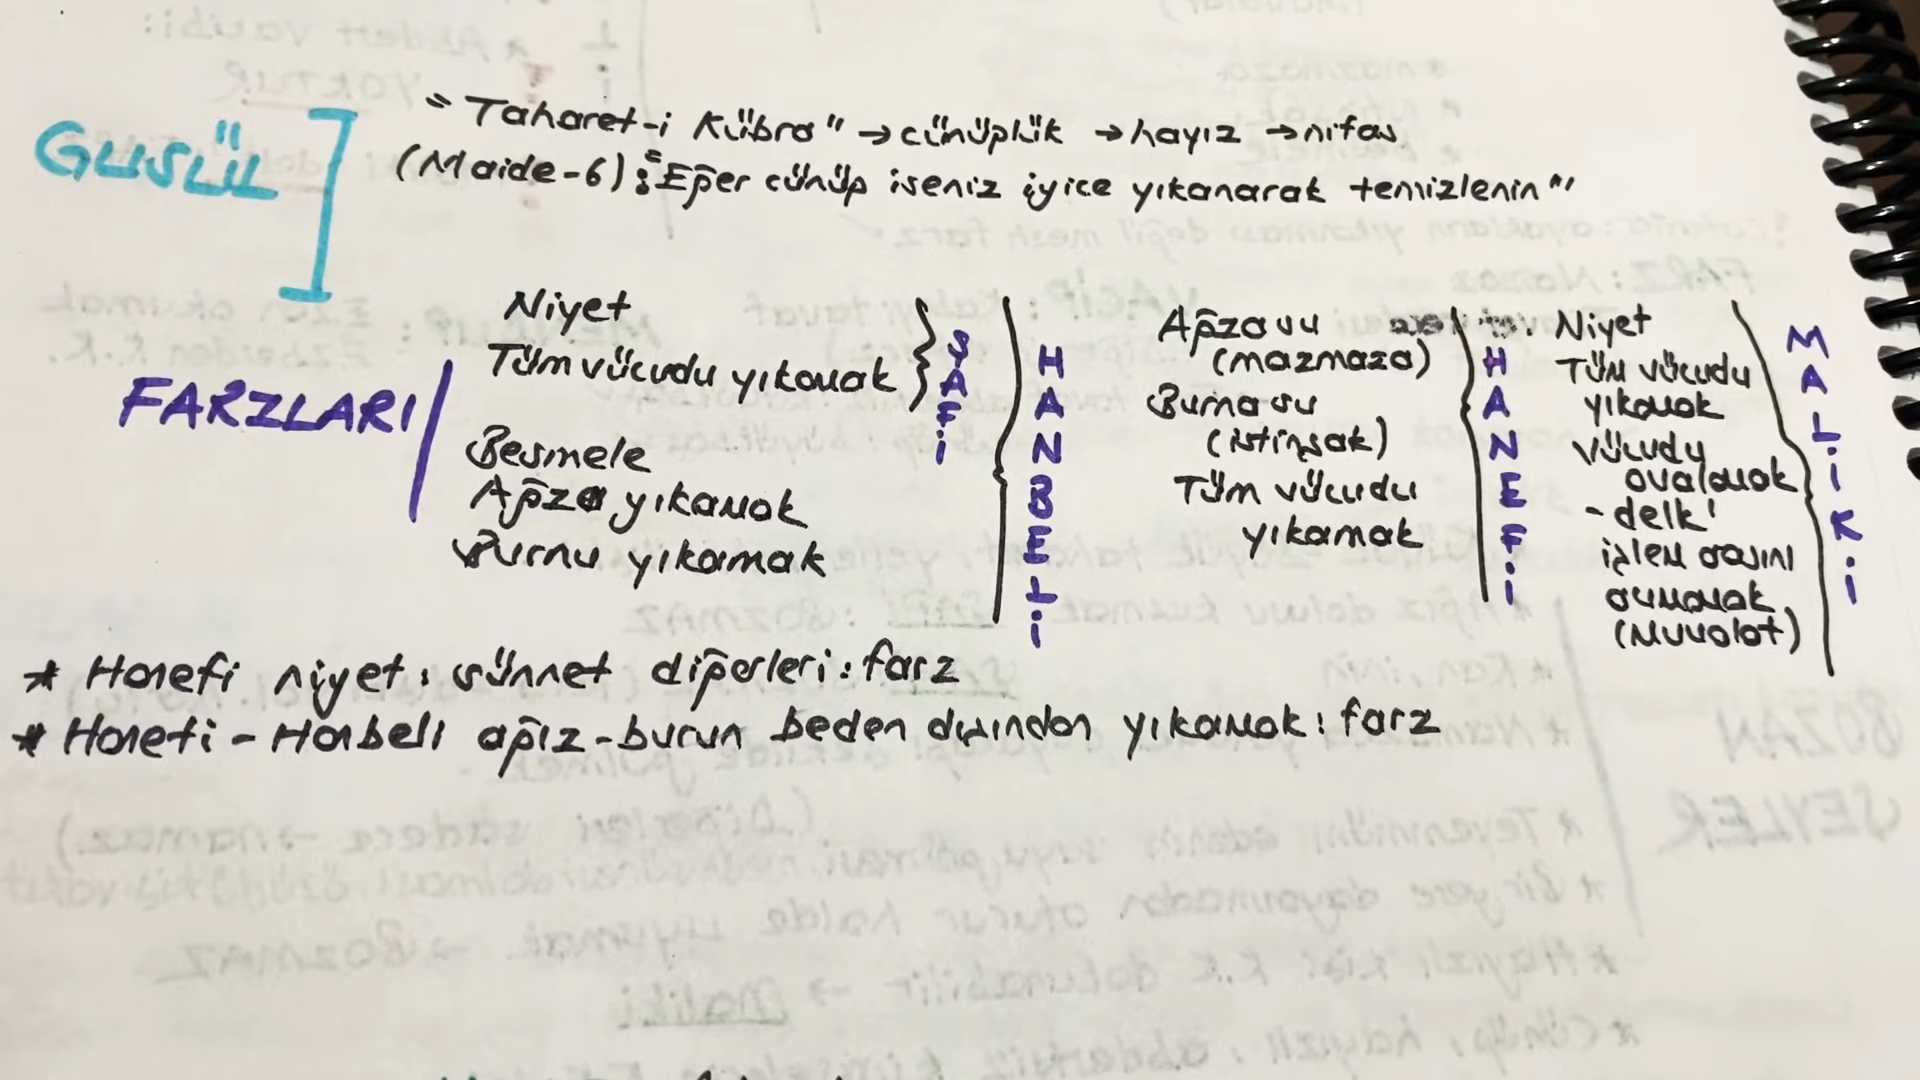 GUSÜL
"Taharet-i Kübra" → cünüplük → hayız → nifas
(Maide-6) : "Eğer cünüp iseniz iyice yıkanarak temizlenin"
FARZLARI
Niyet
Tüm vücudu yıkamak
ŞAFİ
Besmele
Ağza yıkamak
Burnu yıkamak
HANBELİ
Ağza su
(mazmaza)
Burna su
(istinşak)
Tüm vücudu
yıkamak
HANEFİ
Niyet
Tüm vücudu
yıkamak
Vücudu
ovalamak
- delk'
işlem arasını
ayırmamak
(Muvalat)
MALİKİ
* Hanefi niyet : sünnet diğerleri : farz
* Hanefi - Hanbeli ağız-burun beden dışından yıkamak : farz